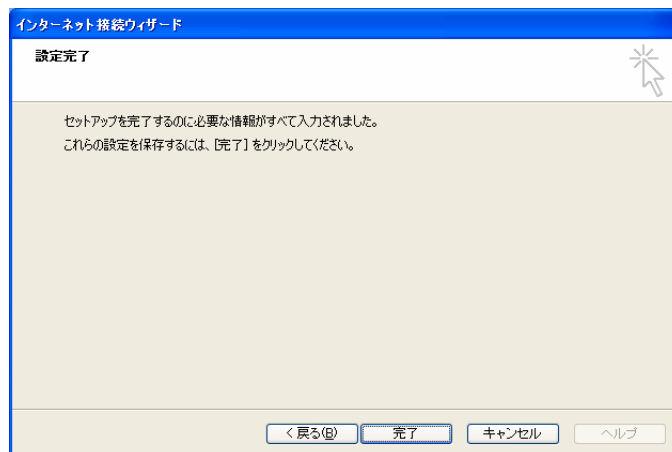 インターネット接続ウィザード
設定完了
セットアップを完了するのに必要な情報がすべて入力されました。
これらの設定を保存するには、[完了] をクリックしてください。
< 戻る(B)
完了
キャンセル
ヘルプ